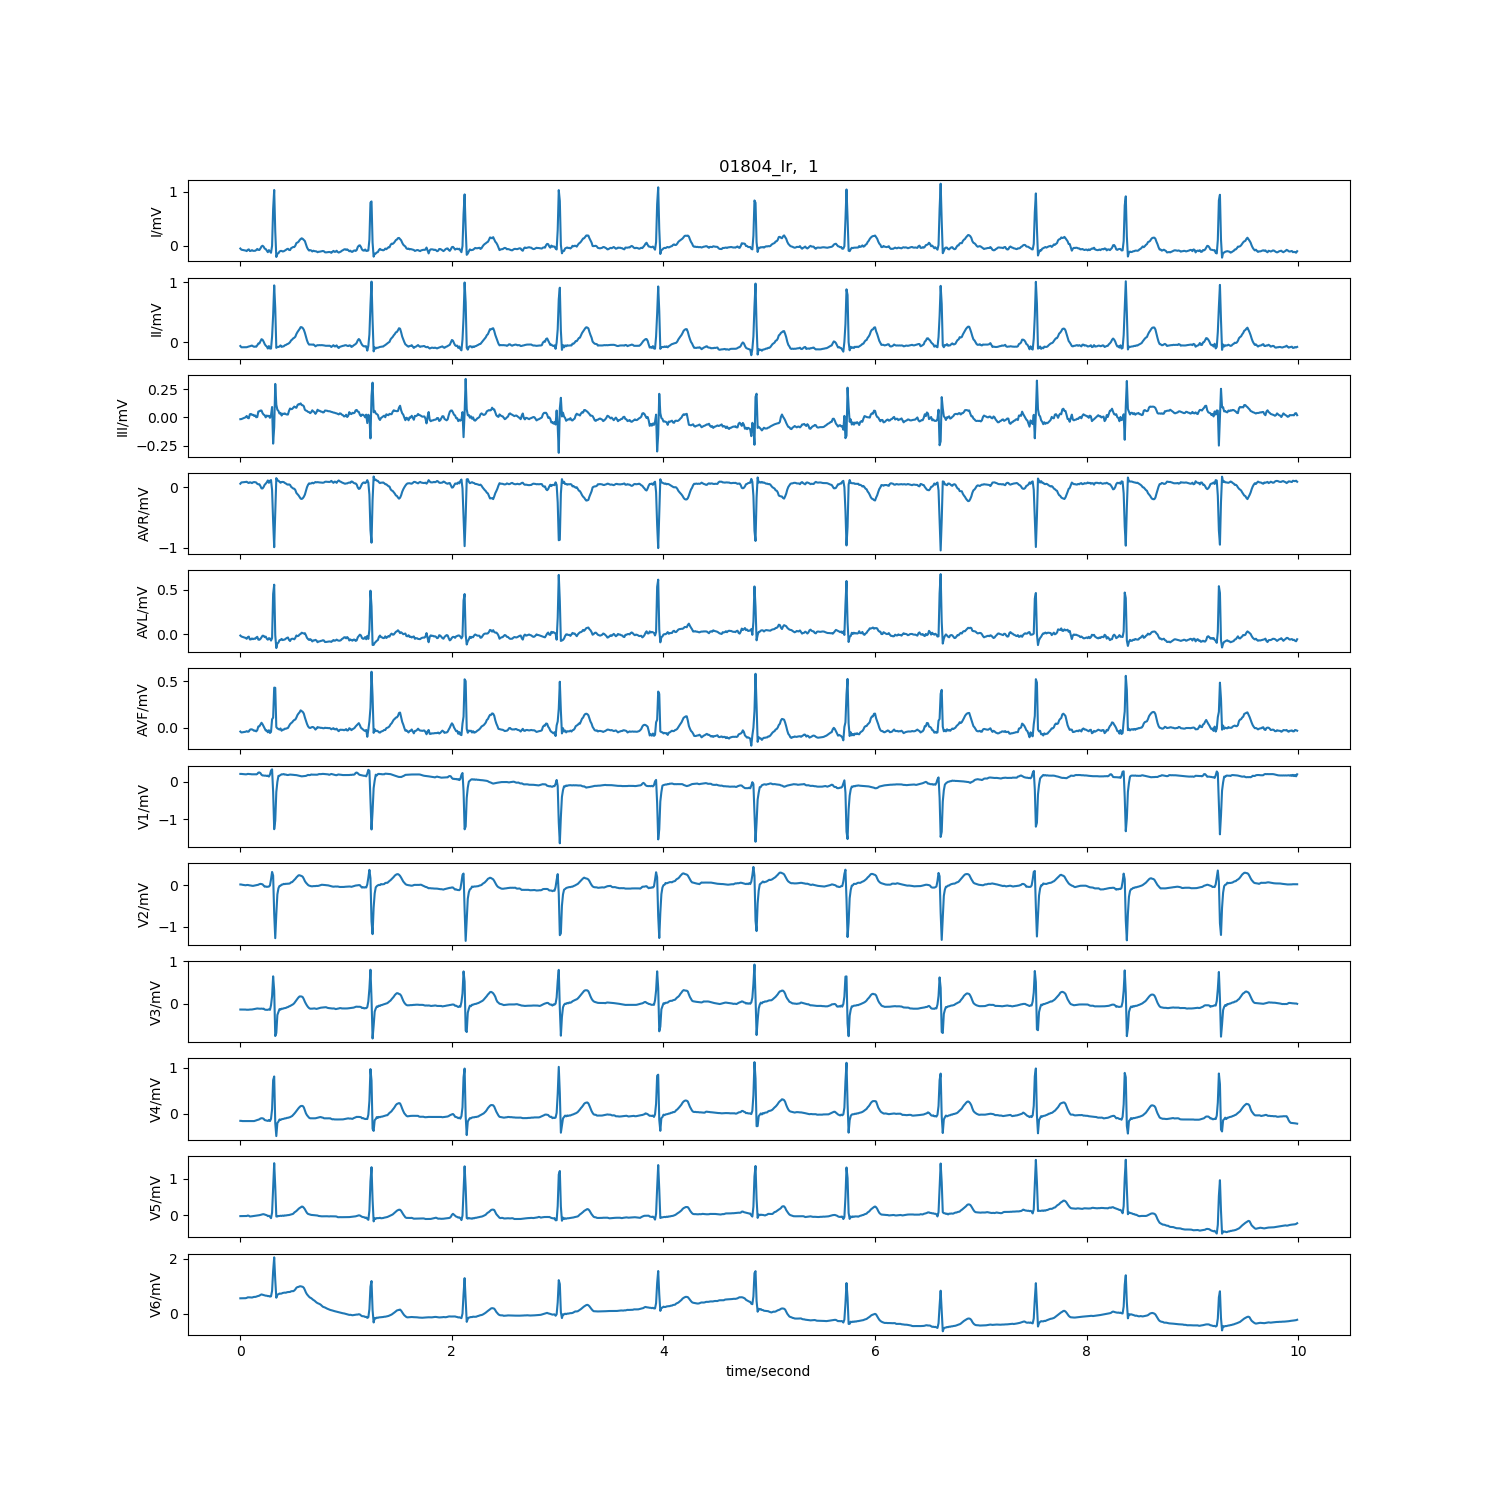 01804_lr,  1
1
0
I/mV
1
0
II/mV
0.25
0.00
−0.25
III/mV
0
−1
AVR/mV
0.5
0.0
AVL/mV
0.5
0.0
AVF/mV
0
−1
V1/mV
0
−1
V2/mV
1
0
V3/mV
1
0
V4/mV
1
0
V5/mV
2
0
V6/mV
0 2 4 6 8 10
time/second